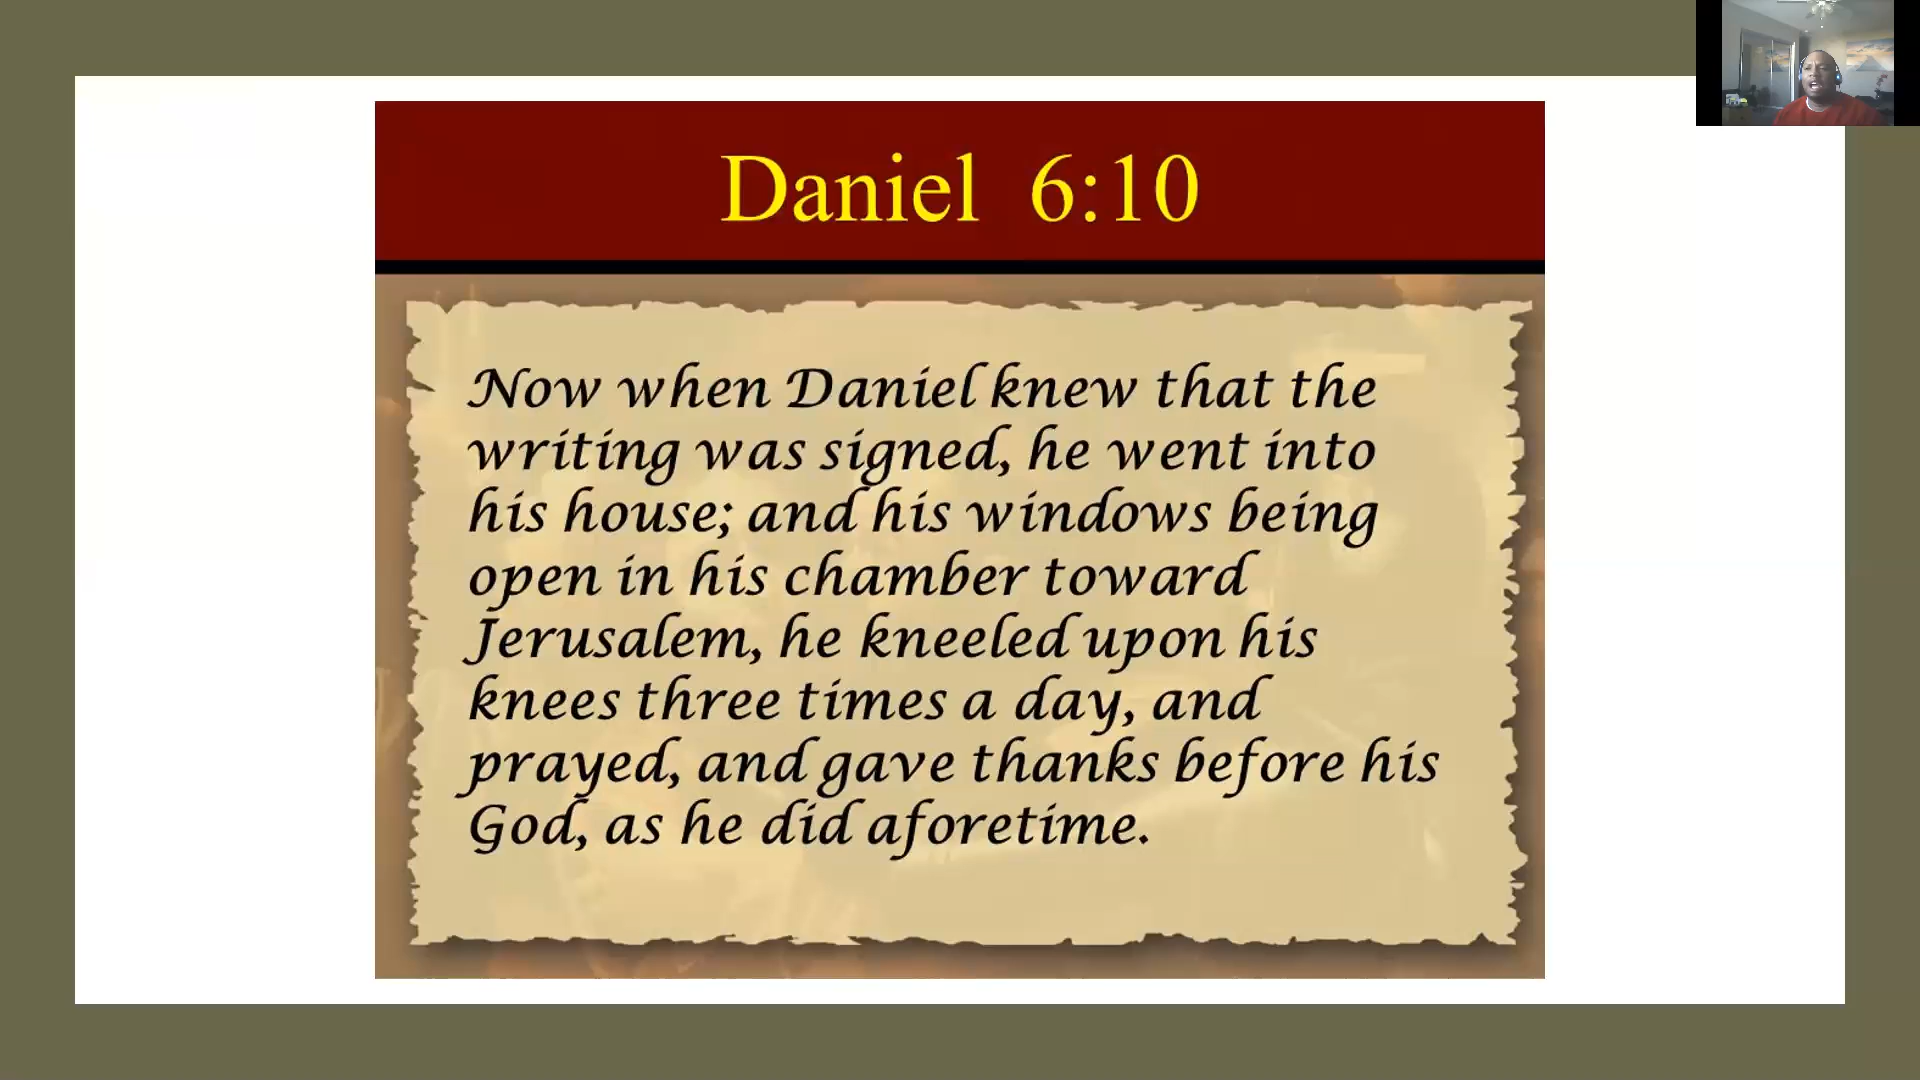 Daniel 6:10
Now when Daniel knew that the
writing was signed, he went into
his house; and his windows being
open in his chamber toward
Jerusalem, he kneeled upon his
knees three times a day, and
prayed, and gave thanks before his
God, as he did aforetime.